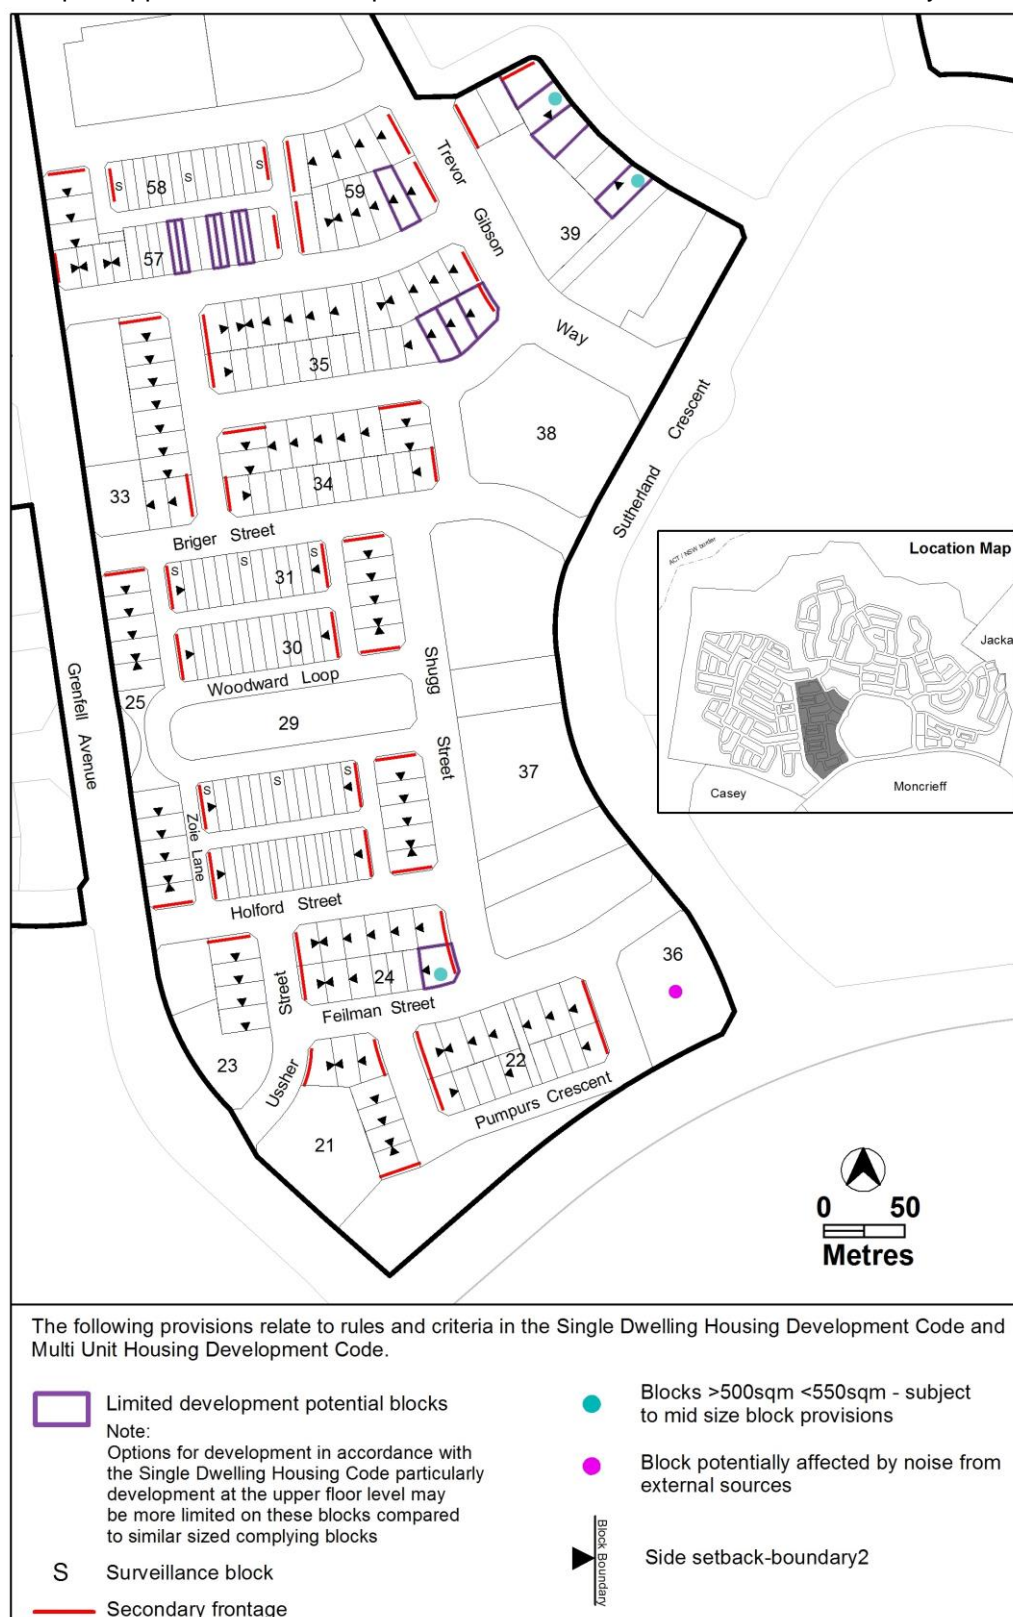 Trevor
Gibson
Way
58
S
S
S
59
57
39
35
38
Crescent
Sutherland
33
34
Briger Street
S
S
S
31
30
Woodward Loop
Shugg
Street
Grenfell Avenue
25
29
37
S
S
S
Zoie Lane
Holford Street
36
24
Feilman Street
Street
Ussher
23
22
Pumpurs Crescent
21
Location Map
ACT / NSW border
Jacka
Casey
Moncrieff
0 50
Metres
The following provisions relate to rules and criteria in the Single Dwelling Housing Development Code and
Multi Unit Housing Development Code.
Limited development potential blocks
Note:
Options for development in accordance with
the Single Dwelling Housing Code particularly
development at the upper floor level may
be more limited on these blocks compared
to similar sized complying blocks
S Surveillance block
Secondary frontage
Blocks >500sqm <550sqm - subject
to mid size block provisions
Block potentially affected by noise from
external sources
Block Boundary
Side setback-boundary2